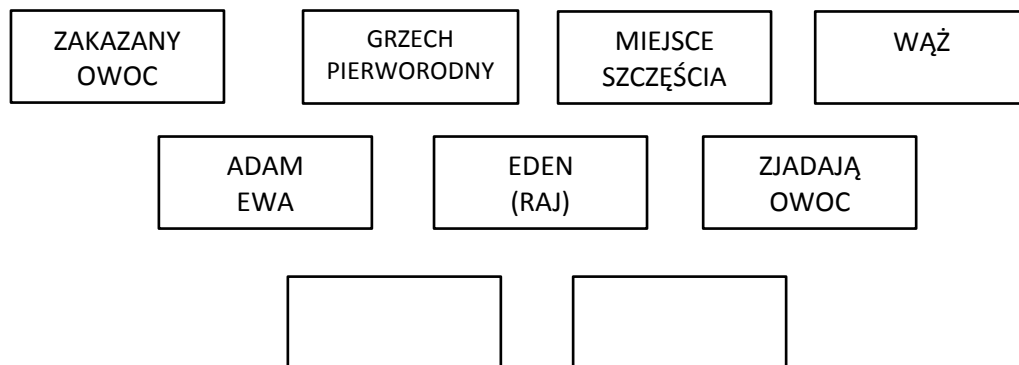 ZAKAZANY
OWOC
GRZECH
PIERWORODNY
MIEJSCE
SZCZĘŚCIA
WĄŻ
ADAM
EWA
EDEN
(RAJ)
ZJADAJĄ
OWOC